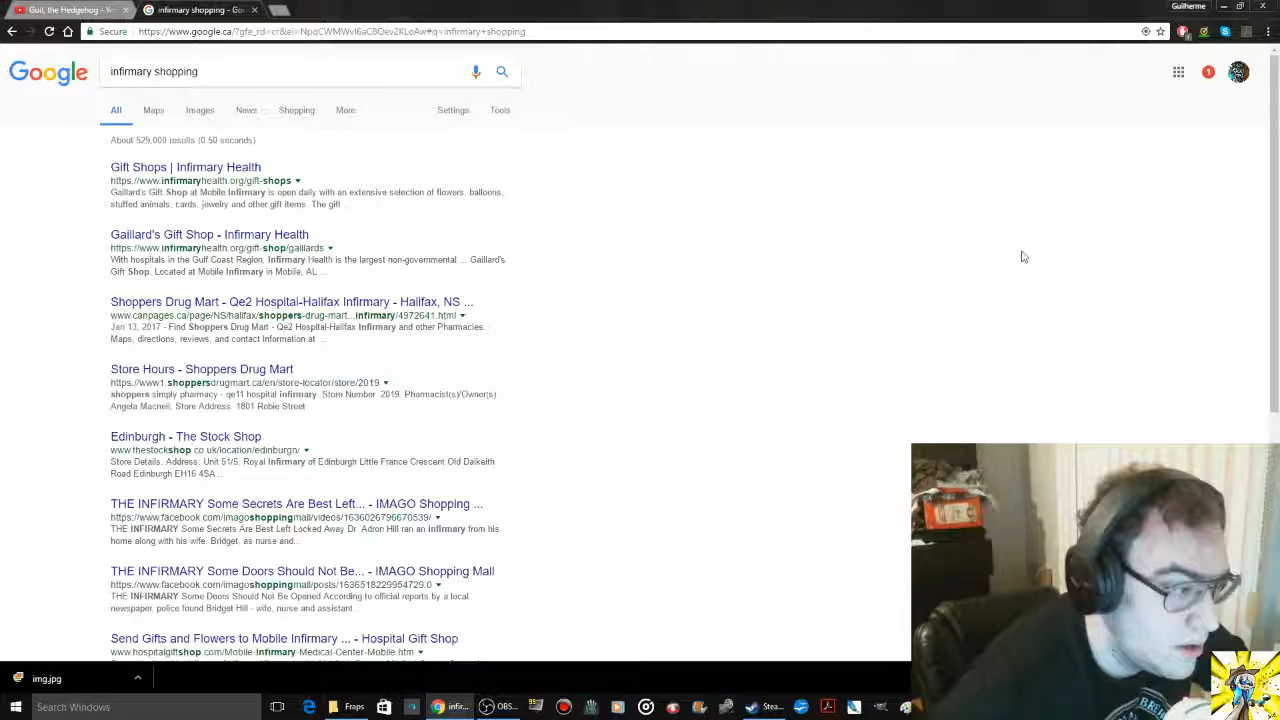 Guil, the Hedgehog - Y
infirmary shopping - Go
Guilherme
Secure
https://www.google.ca/?gfe_rd=cr&ei=NpqCWMWvI6aC8Qev2KLoAw#q=infirmary+shopping
Google
infirmary shopping
1
All
Maps
Images
News
Shopping
More
Settings
Tools
About 529,000 results (0.50 seconds)
Gift Shops | Infirmary Health
https://www.infirmaryhealth.org/gift-shops
Gaillard's Gift Shop at Mobile Infirmary is open daily with an extensive selection of flowers, balloons,
stuffed animals, cards, jewelry and other gift items. The gift
Gaillard's Gift Shop - Infirmary Health
https://www.infirmaryhealth.org/gift-shop/gaillards
With hospitals in the Gulf Coast Region, Infirmary Health is the largest non-governmental ... Gaillard's
Gift Shop. Located at Mobile Infirmary in Mobile, AL ...
Shoppers Drug Mart - Qe2 Hospital-Halifax Infirmary - Halifax, NS ...
www.canpages.ca/page/NS/halifax/shoppers-drug-mart...infirmary/4972641.html
Jan 13, 2017 - Find Shoppers Drug Mart - Qe2 Hospital-Halifax Infirmary and other Pharmacies.
Maps, directions, reviews, and contact Information at ...
Store Hours - Shoppers Drug Mart
https://www1.shoppersdrugmart.ca/en/store-locator/store/2019
shoppers simply pharmacy - qe11 hospital infirmary. Store Number. 2019. Pharmacist(s)/Owner(s)
Angela Macneil, Store Address: 1801 Robie Street
Edinburgh - The Stock Shop
www.thestockshop.co.uk/location/edinburgh/
Store Details. Address: Unit 51/5, Royal Infirmary of Edinburgh Little France Crescent Old Dalkeith
Road Edinburgh EH16 4SA ...
THE INFIRMARY Some Secrets Are Best Left... - IMAGO Shopping ...
https://www.facebook.com/imagoshoppingmall/videos/1636026796670539/
THE INFIRMARY Some Secrets Are Best Left Locked Away Dr. Adron Hill ran an infirmary from his
home along with his wife, Bridget, as nurse and...
THE INFIRMARY Some Doors Should Not Be... - IMAGO Shopping Mall
https://www.facebook.com/imagoshoppingmall/posts/1636518229954729:0
THE INFIRMARY Some Doors Should Not Be Opened According to official reports by a local
newspaper, police found Bridget Hill - wife, nurse and assistant...
Send Gifts and Flowers to Mobile Infirmary ... - Hospital Gift Shop
www.hospitalgiftshop.com/Mobile-Infirmary-Medical-Center-Mobile.htm
img.jpg
Search Windows
Fraps
infir...
OBS...
Stea...